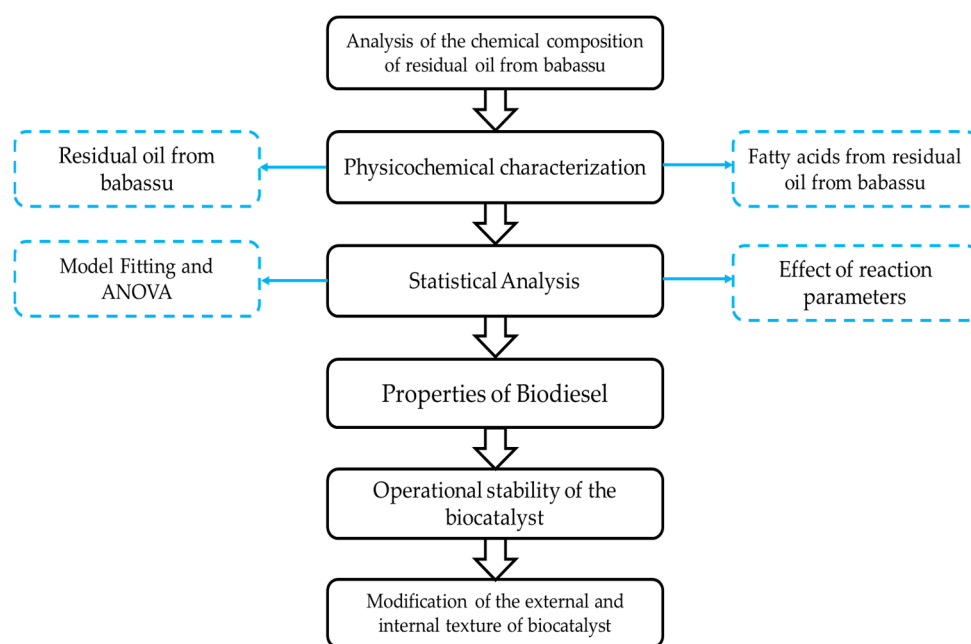 Analysis of the chemical composition
of residual oil from babassu
Residual oil from
babassu
Physicochemical characterization
Fatty acids from residual
oil from babassu
Model Fitting and
ANOVA
Statistical Analysis
Effect of reaction
parameters
Properties of Biodiesel
Operational stability of the
biocatalyst
Modification of the external and
internal texture of biocatalyst